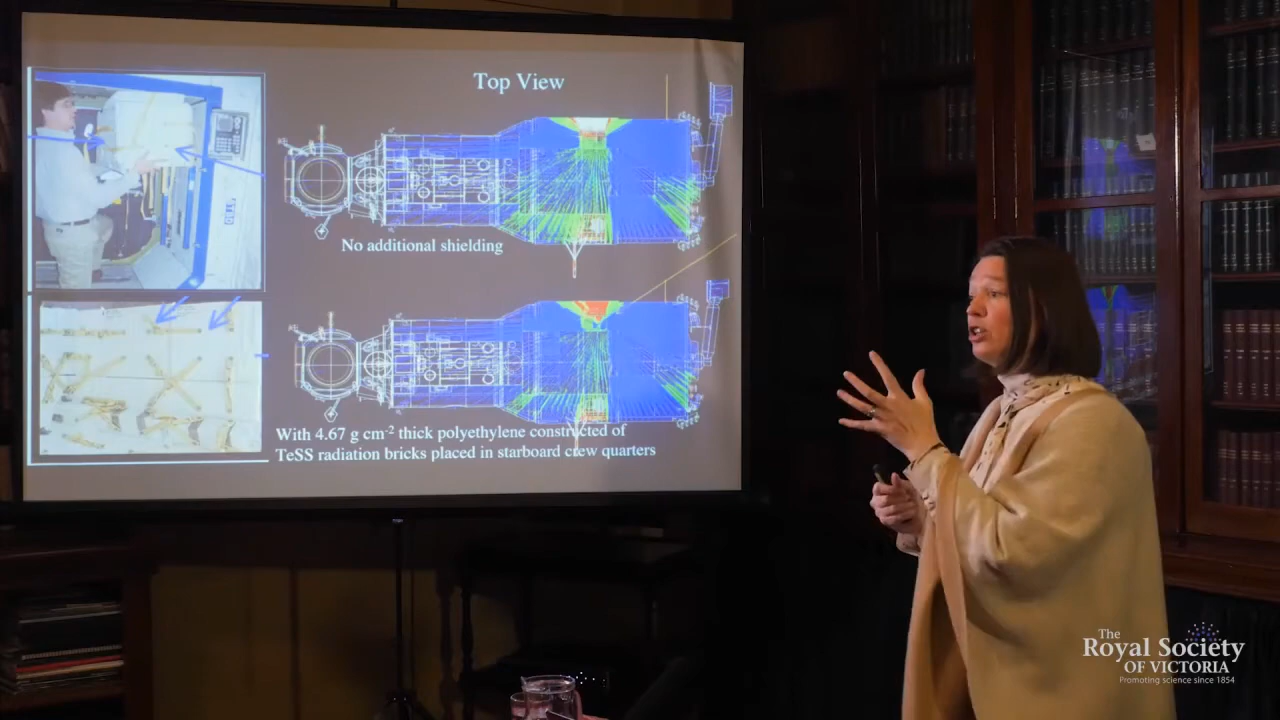 Top View
No additional shielding
With 4.67 g cm-2 thick polyethylene constructed of
TeSS radiation bricks placed in starboard crew quarters
The
Royal Society
OF VICTORIA
Promoting science since 1854